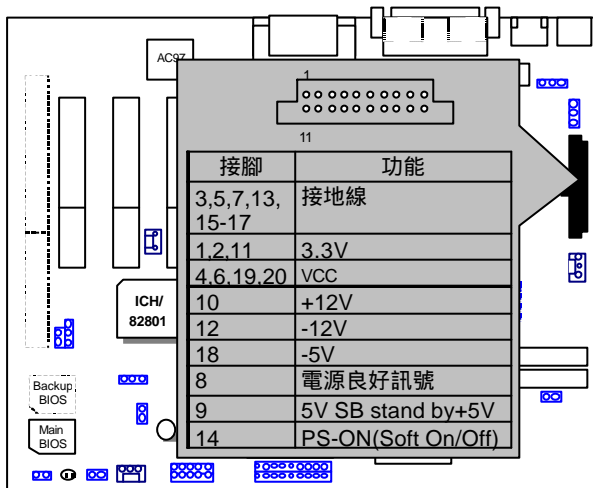 AC97
1
11
接腳 功能
3,5,7,13, 接地線
15-17
1,2,11 3.3V
4,6,19,20 VCC
10 +12V
12 -12V
18 -5V
8 電源良好訊號
9 5V SB stand by+5V
14 PS-ON(Soft On/Off)
ICH/
82801
Backup
BIOS
Main
BIOS